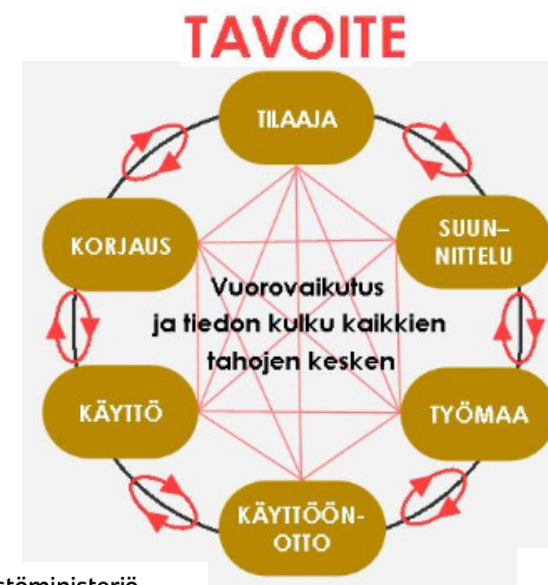 TAVOITE
TILAAJA
KORJAUS
SUUN-
NITTELU
Vuorovaikutus
ja tiedon kulku kaikkien
tahojen kesken
KÄYTTÖ
TYÖMAA
KÄYTTÖÖN-
OTTO